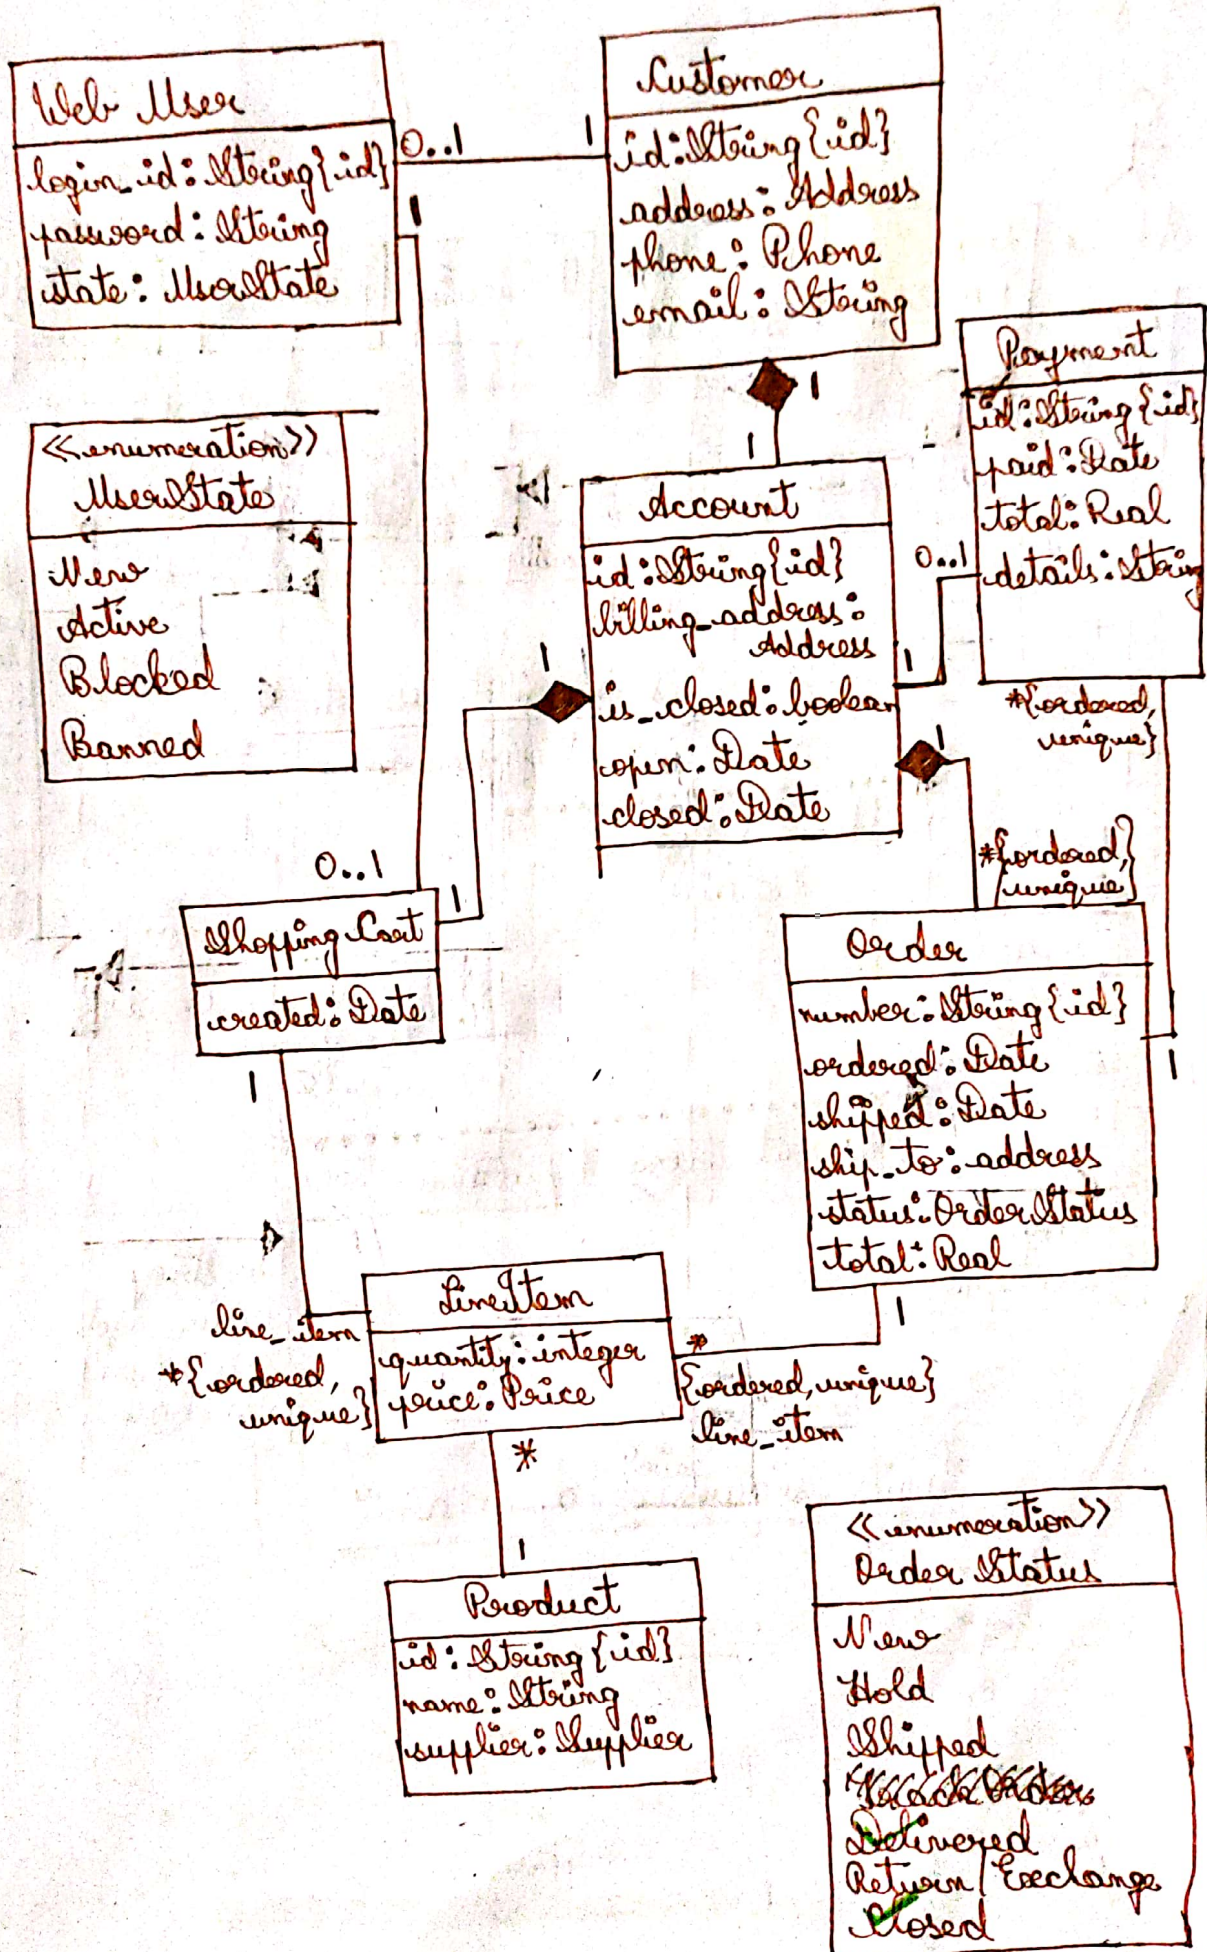 Web User
login_id: String{id}
password: String
state: UserState
0..1
1
1
Customer
id: String{id}
address: Address
phone: Phone
email: String
1
1
<<enumeration>>
UserState
New
Active
Blocked
Banned
Account
id: String{id}
billing_address:
Address
is_closed: boolean
open: Date
closed: Date
Payment
id: String{id}
paid: Date
total: Real
details: String
0..1
1
*{ordered,
unique}
1
1
*{ordered,
unique}
0..1
1
Shopping Cart
created: Date
1
Order
number: String{id}
ordered: Date
shipped: Date
ship_to: address
status: OrderStatus
total: Real
1
1
line_item
*{ordered,
unique}
LineItem
quantity: integer
price: Price
*
{ordered, unique}
line_item
*
1
Product
id: String{id}
name: String
supplier: Supplier
<<enumeration>>
Order Status
New
Hold
Shipped
Delivered
Return/Exchange
Closed